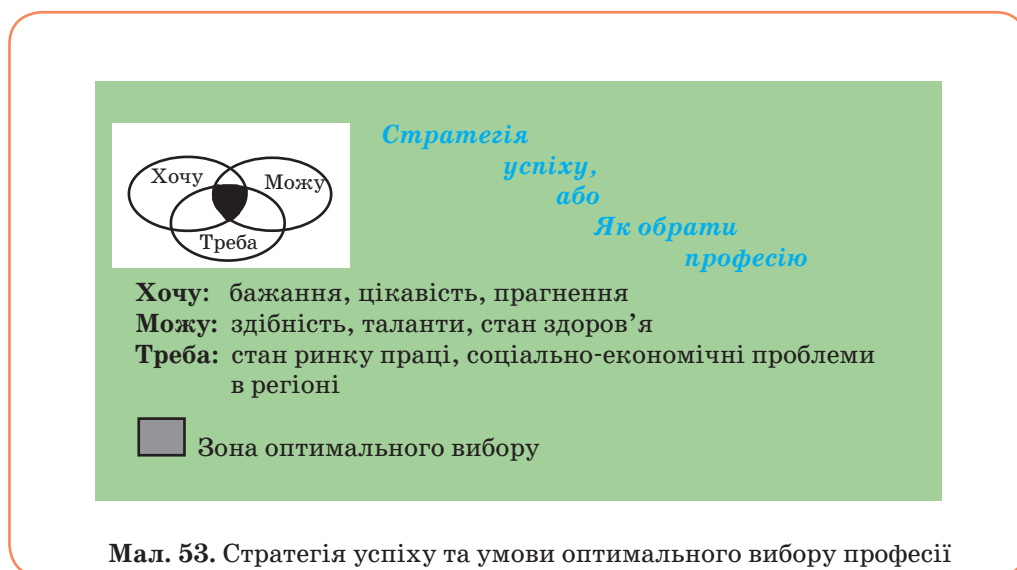 Стратегія
успіху,
або
Як обрати
професію
Хочу
Можу
Треба
Хочу: бажання, цікавість, прагнення
Можу: здібність, таланти, стан здоров’я
Треба: стан ринку праці, соціально-економічні проблеми
в регіоні
Зона оптимального вибору
Мал. 53. Стратегія успіху та умови оптимального вибору професії